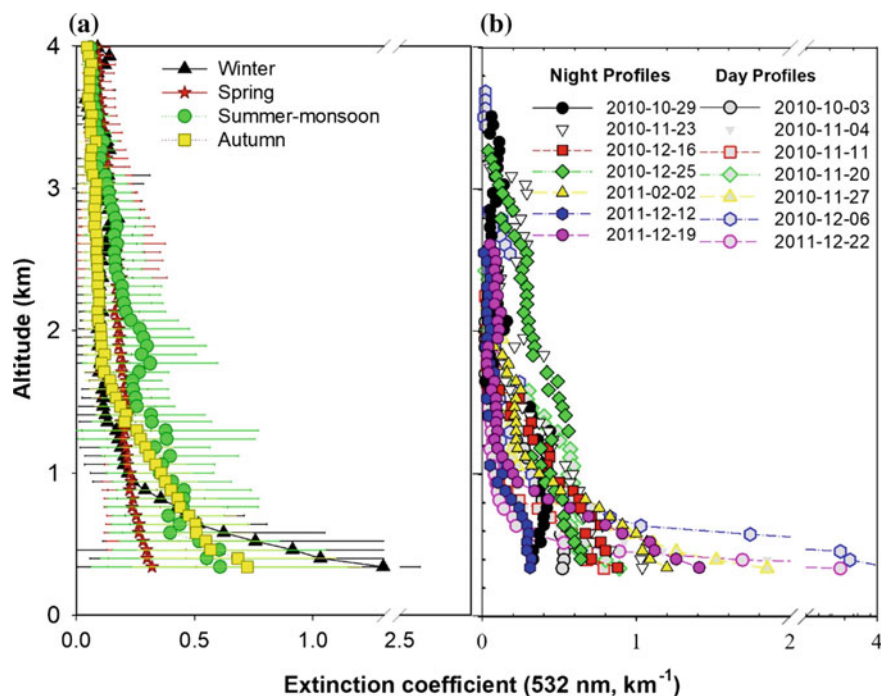 (a)
(b)
4
3
2
1
0
Altitude (km)
Winter
Spring
Summer-monsoon
Autumn
0.0
0.5
1.0
2.5
Night Profiles
2010-10-29
2010-11-23
2010-12-16
2010-12-25
2011-02-02
2011-12-12
2011-12-19
Day Profiles
2010-10-03
2010-11-04
2010-11-11
2010-11-20
2010-11-27
2010-12-06
2011-12-22
0
1
2
4
Extinction coefficient (532 nm, km⁻¹)